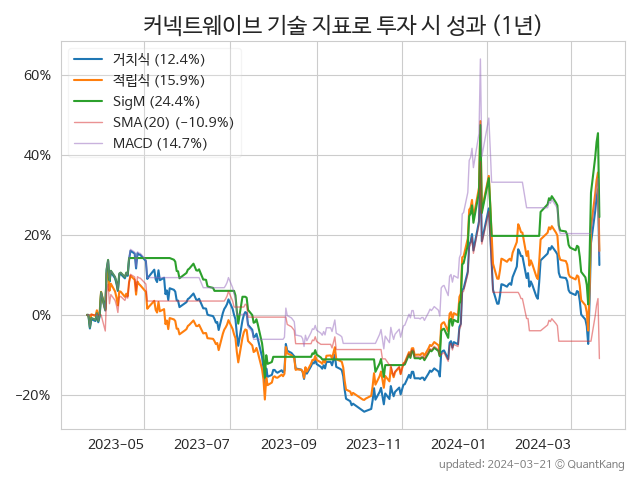 커넥트웨이브 기술 지표로 투자 시 성과 (1년)
거치식 (12.4%)
적립식 (15.9%)
SigM (24.4%)
SMA(20) (−10.9%)
MACD (14.7%)
60%
40%
20%
0%
−20%
2023-05 2023-07 2023-09 2023-11 2024-01 2024-03
updated: 2024-03-21 © QuantKang